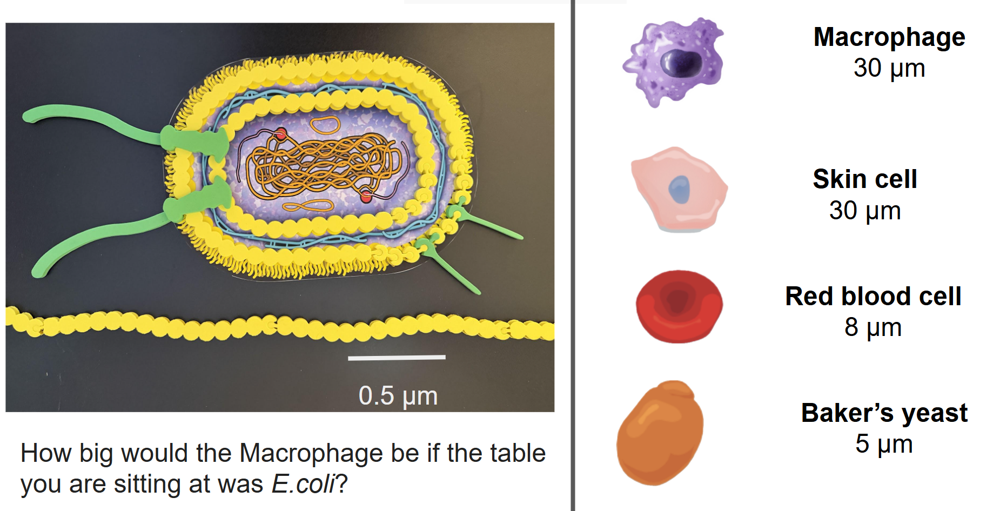 0.5 µm
How big would the Macrophage be if the table
you are sitting at was E.coli?
Macrophage
30 µm
Skin cell
30 µm
Red blood cell
8 µm
Baker’s yeast
5 µm